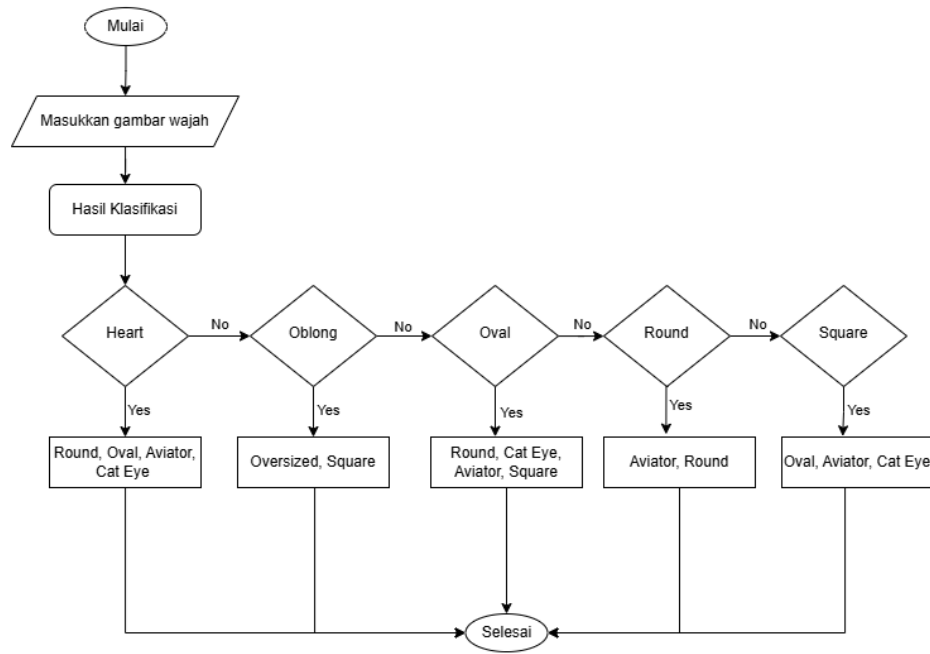 Mulai
Masukkan gambar wajah
Hasil Klasifikasi
Heart
No
Oblong
No
Oval
No
Round
No
Square
Yes
Yes
Yes
Yes
Yes
Round, Oval, Aviator,
Cat Eye
Oversized, Square
Round, Cat Eye,
Aviator, Square
Aviator, Round
Oval, Aviator, Cat Eye
Selesai